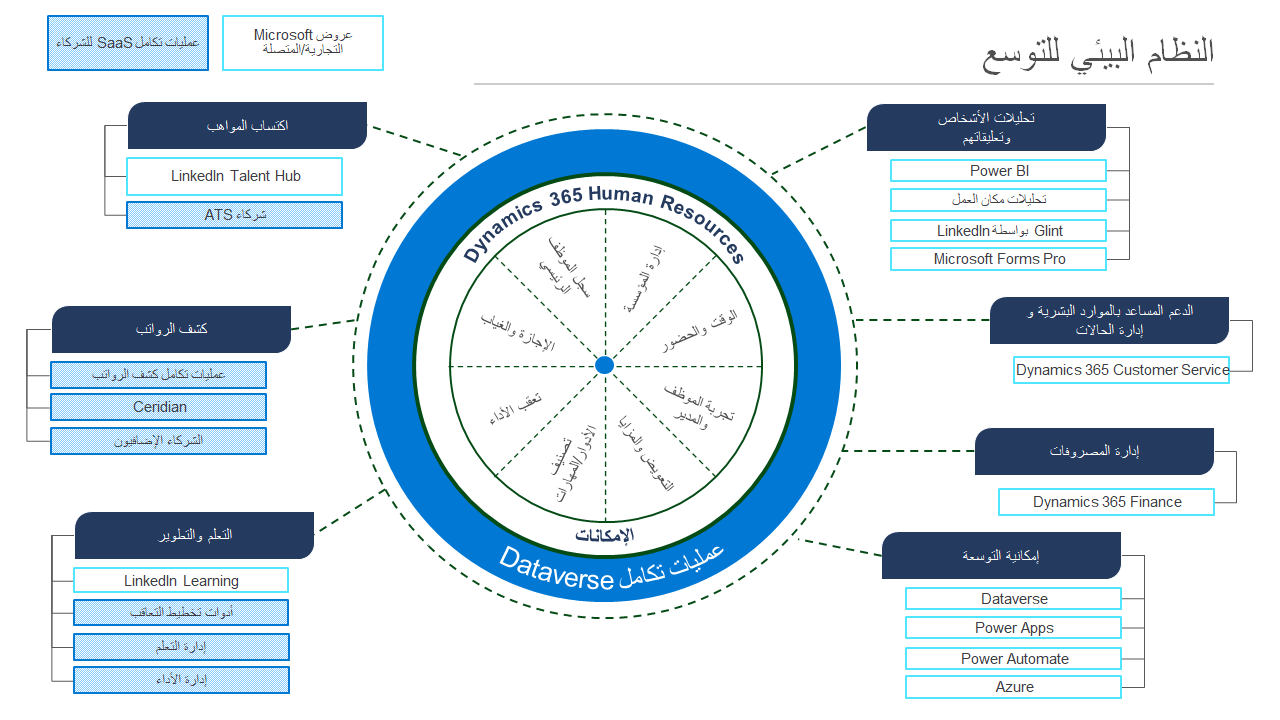 النظام البيئي للتوسع
عروض Microsoft
التجارية/المتصلة
عمليات تكامل SaaS للشركاء
تحليلات الأشخاص
وتعليقاتهم
Power BI
تحليلات مكان العمل
Glint بواسطة LinkedIn
Microsoft Forms Pro
الدعم المساعد بالموارد البشرية و
إدارة الحالات
Dynamics 365 Customer Service
إدارة المصروفات
Dynamics 365 Finance
إمكانية التوسعة
Dataverse
Power Apps
Power Automate
Azure
Dynamics 365 Human Resources
إدارة المؤسسة
الوقت والحضور
تجربة الموظف
والمدير
التعويض والمزايا
تصنيف
الأدوار/المهارات
تعقب الأداء
الإجازة والغياب
سجل الموظف
الرئيسي
الإمكانات
عمليات تكامل Dataverse
اكتساب المواهب
LinkedIn Talent Hub
شركاء ATS
كشف الرواتب
عمليات تكامل كشف الرواتب
Ceridian
الشركاء الإضافيون
التعلم والتطوير
LinkedIn Learning
أدوات تخطيط التعاقب
إدارة التعلم
إدارة الأداء